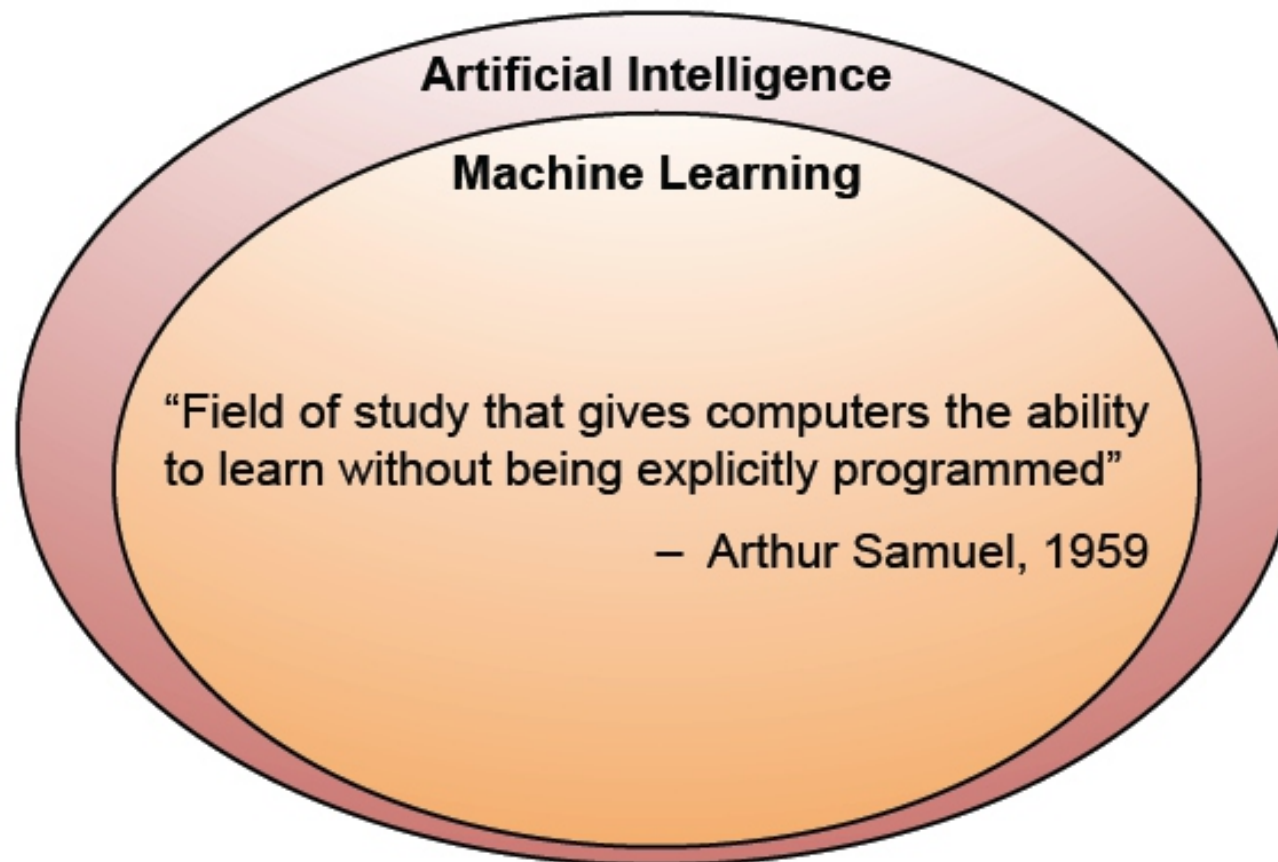 Artificial Intelligence
Machine Learning
“Field of study that gives computers the ability
to learn without being explicitly programmed”
– Arthur Samuel, 1959